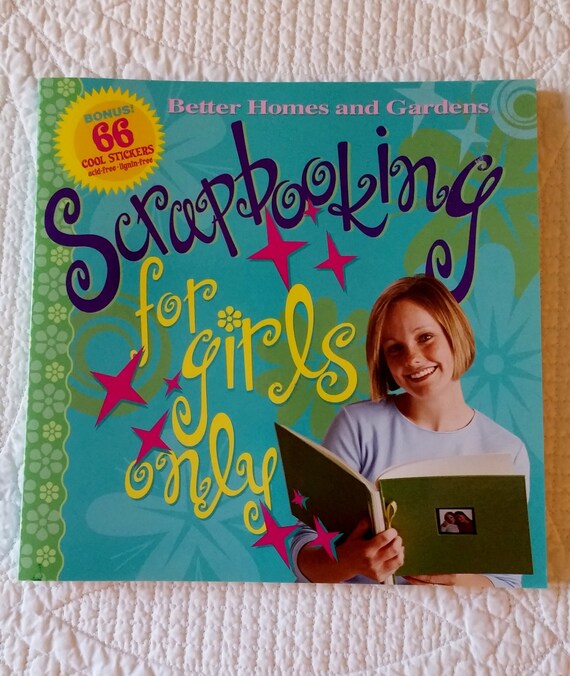 Better Homes and Gardens
BONUS!
66
COOL STICKERS
acid-free · lignin-free
Scrapbooking
for
girls
only